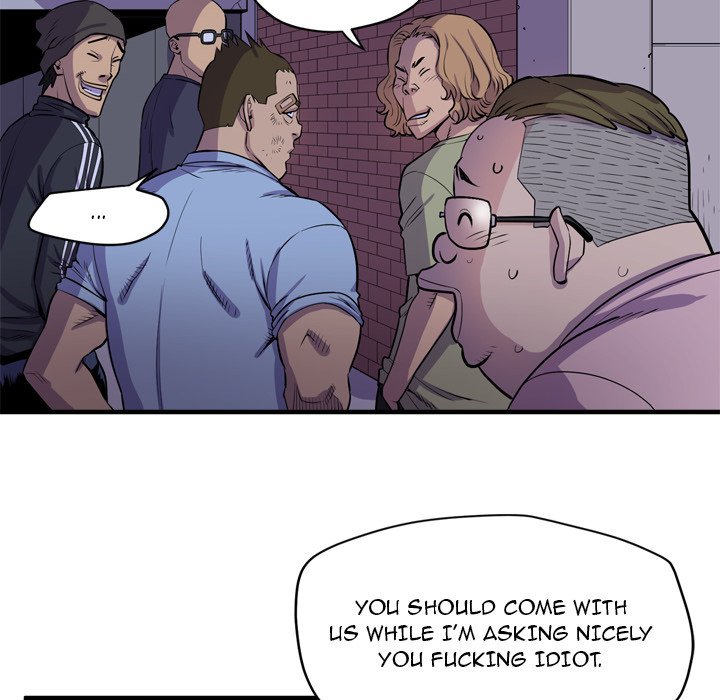 ...
YOU SHOULD COME WITH
US WHILE I'M ASKING NICELY
YOU FUCKING IDIOT.